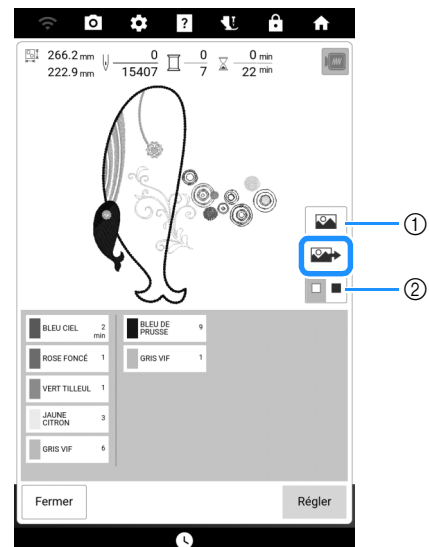 ?
266.2 mm
222.9 mm
0
15407
0
7
0 min
22 min
①
②
BLEU CIEL 2 min
ROSE FONCÉ 1
VERT TILLEUL 1
JAUNE CITRON 3
GRIS VIF 6
BLEU DE PRUSSE 9
GRIS VIF 1
Fermer
Régler